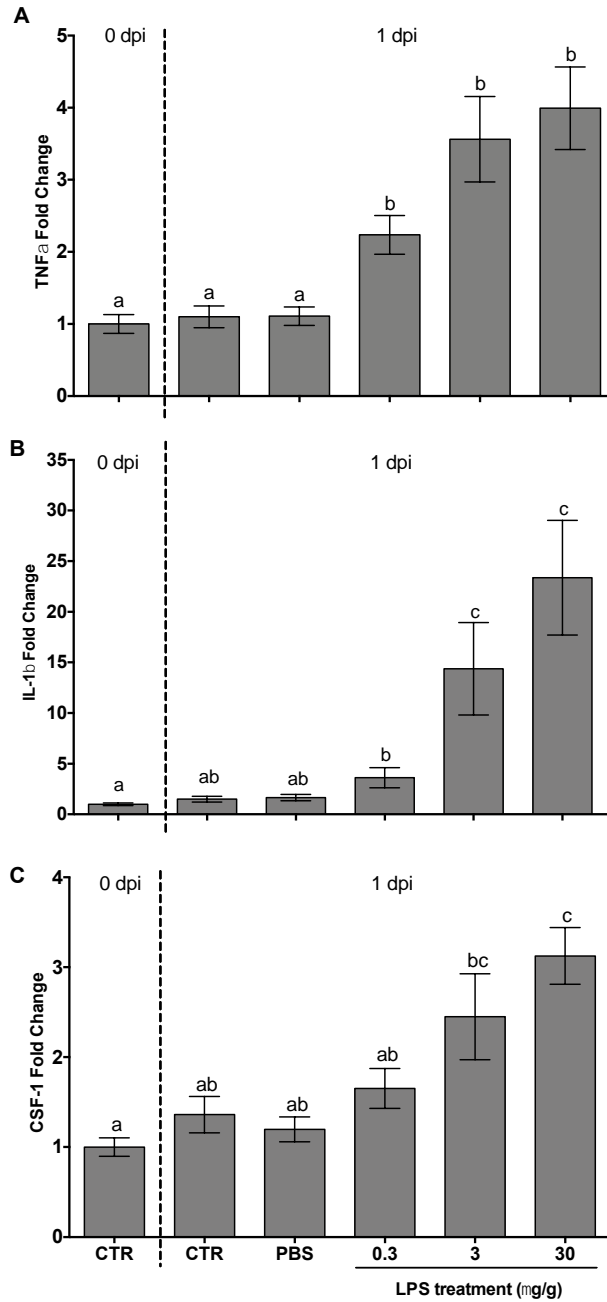 A
0 dpi 1 dpi
5
4
3
2
1
0
TNFa Fold Change
a a a b b b
B
0 dpi 1 dpi
35
30
25
20
15
10
5
0
IL-1b Fold Change
a ab ab b c c
C
0 dpi 1 dpi
4
3
2
1
0
CSF-1 Fold Change
a ab ab ab bc c
CTR CTR PBS 0.3 3 30
LPS treatment (mg/g)